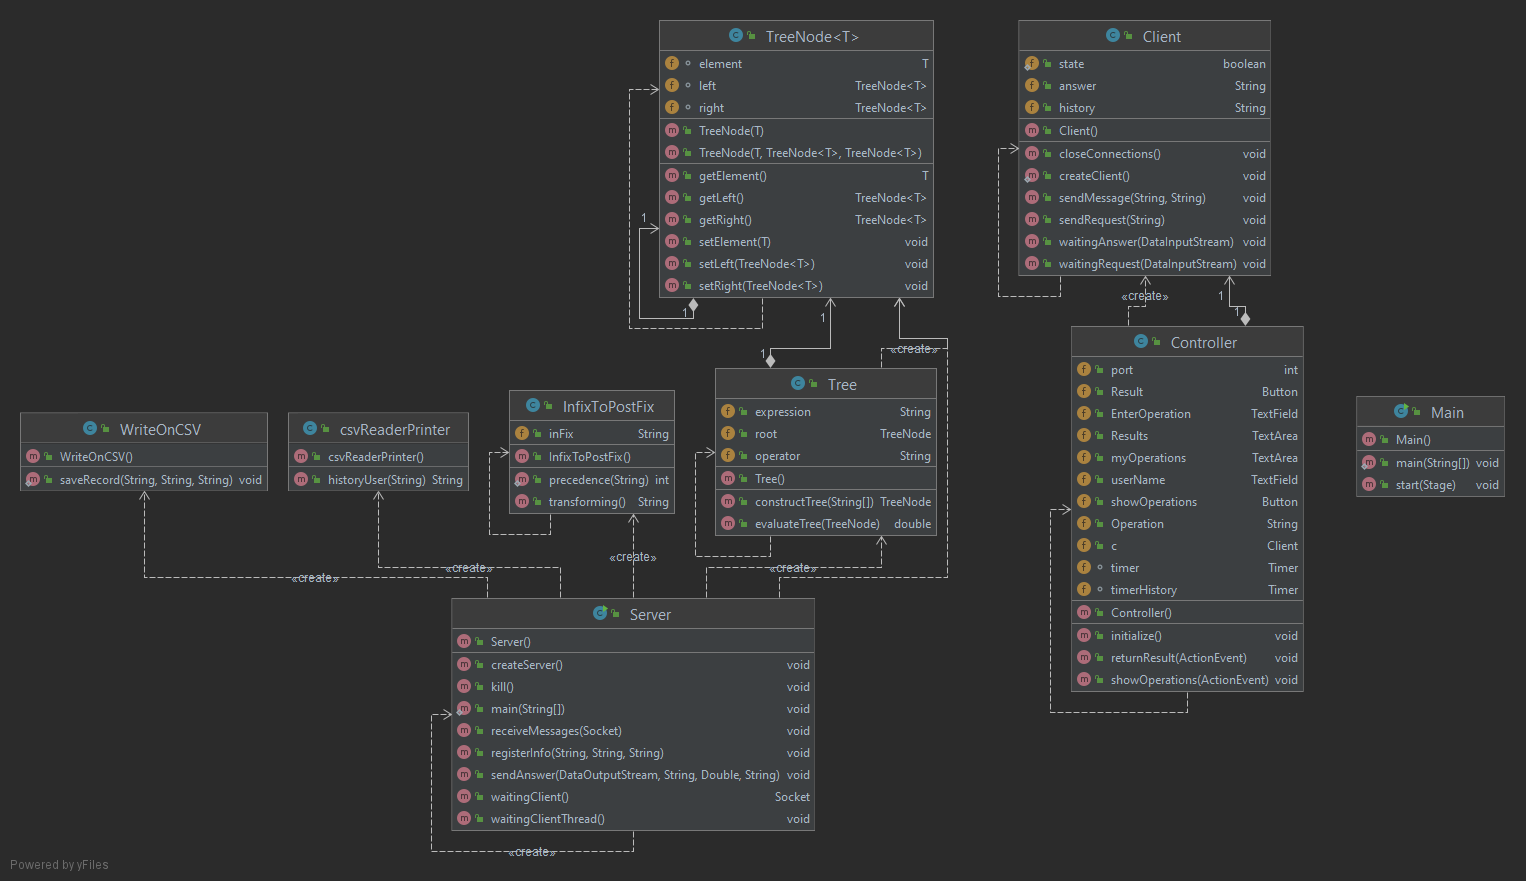 TreeNode<T>
element T
left TreeNode<T>
right TreeNode<T>
TreeNode(T)
TreeNode(T, TreeNode<T>, TreeNode<T>)
getElement() T
getLeft() TreeNode<T>
getRight() TreeNode<T>
setElement(T) void
setLeft(TreeNode<T>) void
setRight(TreeNode<T>) void
1
1
Client
state boolean
answer String
history String
Client()
closeConnections() void
createClient() void
sendMessage(String, String) void
sendRequest(String) void
waitingAnswer(DataInputStream) void
waitingRequest(DataInputStream) void
«create»
1
1
Controller
port int
Result Button
EnterOperation TextField
Results TextArea
myOperations TextArea
userName TextField
showOperations Button
Operation String
c Client
timer Timer
timerHistory Timer
Controller()
initialize() void
returnResult(ActionEvent) void
showOperations(ActionEvent) void
Main
Main()
main(String[]) void
start(Stage) void
1
1
«create»
Tree
expression String
root TreeNode
operator String
Tree()
constructTree(String[]) TreeNode
evaluateTree(TreeNode) double
InfixToPostFix
inFix String
InfixToPostFix()
precedence(String) int
transforming() String
WriteOnCSV
WriteOnCSV()
saveRecord(String, String, String) void
csvReaderPrinter
csvReaderPrinter()
historyUser(String) String
«create»
«create»
«create»
«create»
Server
Server()
createServer() void
kill() void
main(String[]) void
receiveMessages(Socket) void
registerInfo(String, String, String) void
sendAnswer(DataOutputStream, String, Double, String) void
waitingClient() Socket
waitingClientThread() void
«create»
Powered by yFiles